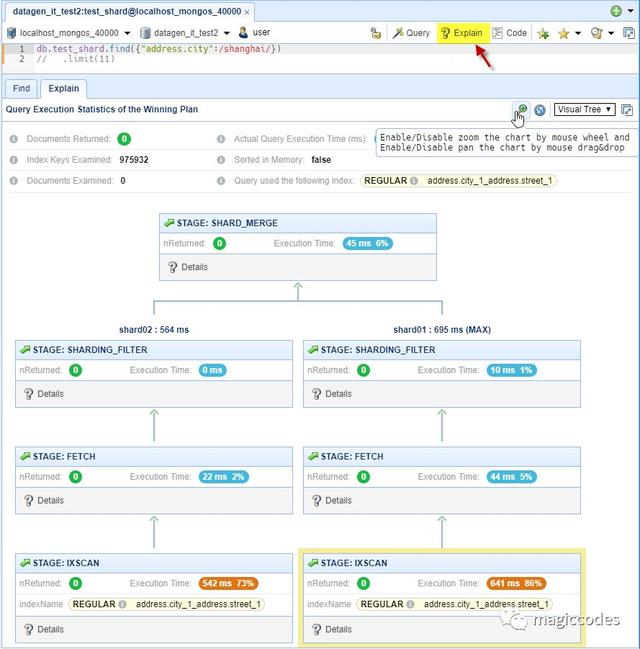 datagen_it_test2:test_shard@localhost_mongos_40000 ×
localhost_mongos_40000 datagen_it_test2 user Query Explain Code
1 db.test_shard.find({"address.city":/shanghai/})
2 // .limit(11)
Find Explain
Query Execution Statistics of the Winning Plan Visual Tree
Enable/Disable zoom the chart by mouse wheel and
Enable/Disable pan the chart by mouse drag&drop
Documents Returned: 0 Actual Query Execution Time (ms):
Index Keys Examined: 975932 Sorted in Memory: false
Documents Examined: 0 Query used the following index: REGULAR address.city_1_address.street_1
STAGE: SHARD_MERGE
nReturned: 0 Execution Time: 45 ms 6%
Details
shard02 : 564 ms shard01 : 695 ms (MAX)
STAGE: SHARDING_FILTER STAGE: SHARDING_FILTER
nReturned: 0 Execution Time: 0 ms nReturned: 0 Execution Time: 10 ms 1%
Details Details
STAGE: FETCH STAGE: FETCH
nReturned: 0 Execution Time: 22 ms 2% nReturned: 0 Execution Time: 44 ms 5%
Details Details
STAGE: IXSCAN STAGE: IXSCAN
nReturned: 0 Execution Time: 542 ms 73% nReturned: 0 Execution Time: 641 ms 86%
indexName REGULAR address.city_1_address.street_1 indexName REGULAR address.city_1_address.street_1
Details Details
magiccodes